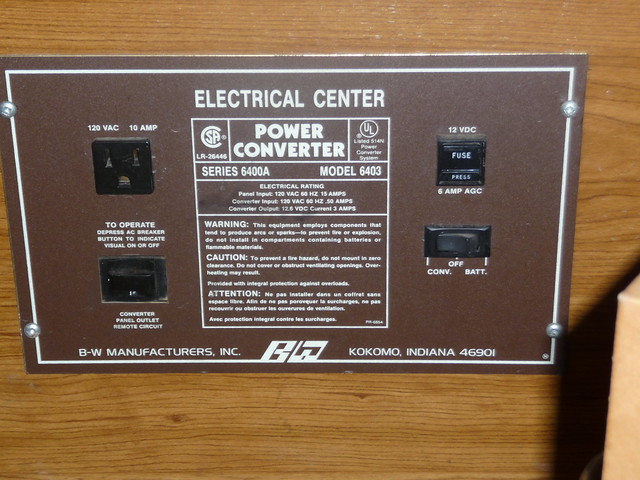 ELECTRICAL CENTER
120 VAC 10 AMP
TO OPERATE
DEPRESS AC BREAKER
BUTTON TO INDICATE
VISUAL ON OR OFF
CONVERTER
PANEL OUTLET
REMOTE CIRCUIT
LR-26446
POWER
CONVERTER
UL
Listed 514N
Power
Converter
System
SERIES 6400A MODEL 6403
ELECTRICAL RATING
Panel Input: 120 VAC 60 HZ 15 AMPS
Converter Input: 120 VAC 60 HZ .50 AMPS
Converter Output: 12.6 VDC Current 3 AMPS
WARNING: This equipment employs components that
tend to produce arcs or sparks—to prevent fire or explosion,
do not install in compartments containing batteries or
flammable materials.
CAUTION: To prevent a fire hazard, do not mount in zero
clearance. Do not cover or obstruct ventilating openings. Over-
heating may result.
Provided with integral protection against overloads.
ATTENTION: Ne pas installer dans un coffret sans
espace libre. Afin de ne pas
recouvrir ou obstruer les ouvertures de ventilation.
Avec protection integral contre les surcharges.
12 VDC
FUSE
PRESS
6 AMP AGC
OFF
CONV. BATT.
B-W MANUFACTURERS, INC. BW KOKOMO, INDIANA 46901